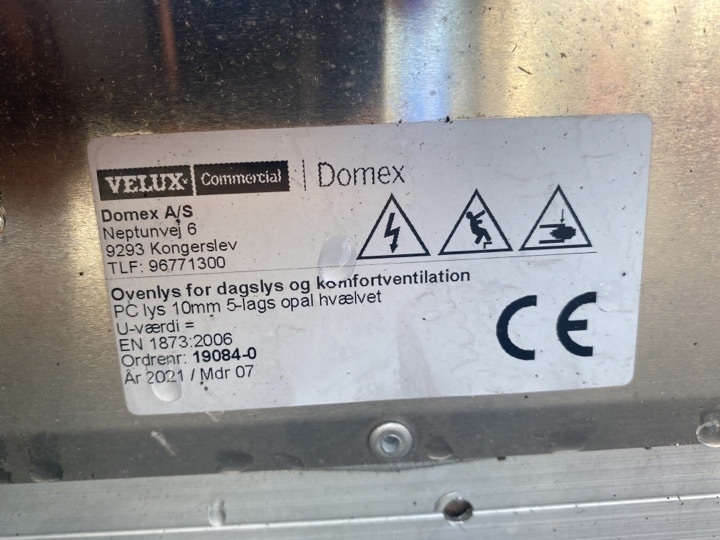 VELUX Commercial | Domex
Domex A/S
Neptunvej 6
9293 Kongerslev
TLF: 96771300
Ovenlys for dagslys og komfortventilation
PC lys 10mm 5-lags opal hvælvet
U-værdi =
EN 1873:2006
Ordrenr: 19084-0
År 2021 / Mdr 07
CE